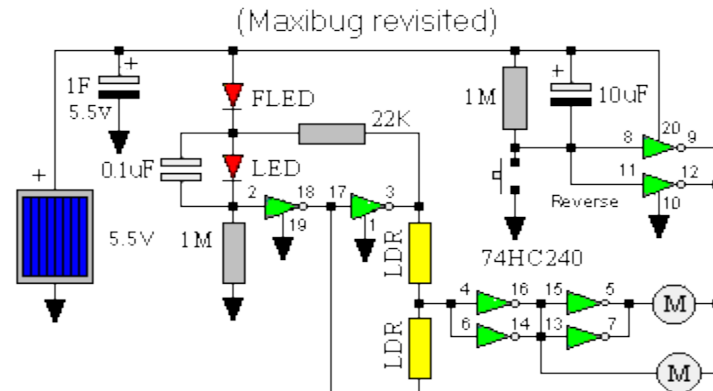 (Maxibug revisited)
1F
5.5V
+
FLED
22K
0.1uF
LED
2
18
17
3
19
1
1M
+
5.5V
LDR
LDR
1M
+
10uF
20
8
9
11
12
Reverse
10
74HC240
4
16
15
5
6
14
13
7
M
M